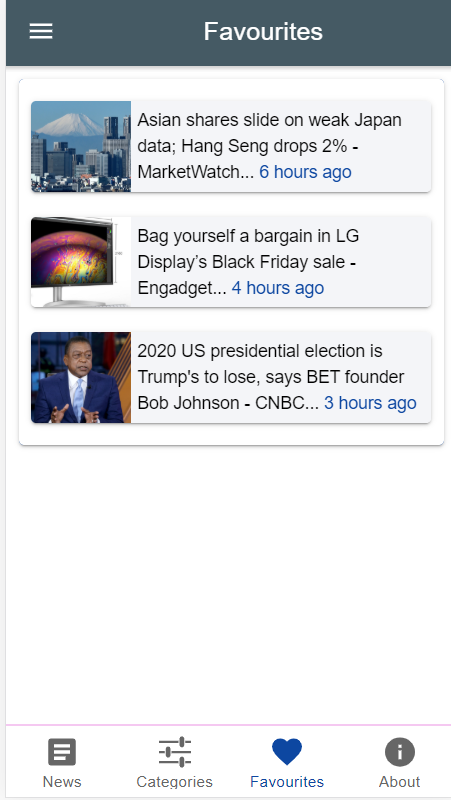 Favourites
Asian shares slide on weak Japan
data; Hang Seng drops 2% -
MarketWatch... 6 hours ago
Bag yourself a bargain in LG
Display’s Black Friday sale -
Engadget... 4 hours ago
2020 US presidential election is
Trump's to lose, says BET founder
Bob Johnson - CNBC... 3 hours ago
News Categories Favourites About